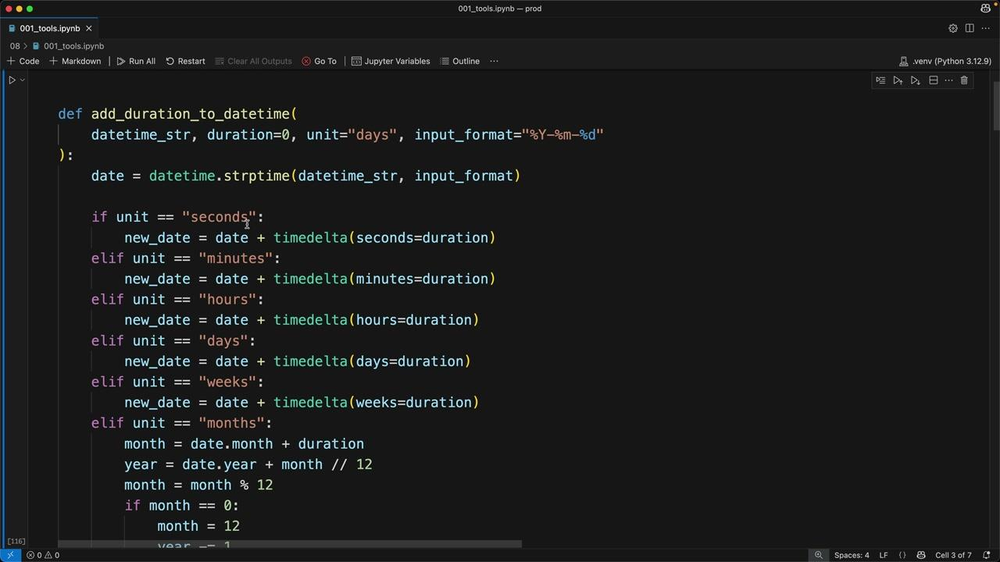 001_tools.ipynb — prod
001_tools.ipynb
08 > 001_tools.ipynb
+ Code + Markdown | Run All Restart Clear All Outputs Go To | Jupyter Variables Outline ...
.venv (Python 3.12.9)
def add_duration_to_datetime(
    datetime_str, duration=0, unit="days", input_format="%Y-%m-%d"
):
    date = datetime.strptime(datetime_str, input_format)
    if unit == "seconds":
        new_date = date + timedelta(seconds=duration)
    elif unit == "minutes":
        new_date = date + timedelta(minutes=duration)
    elif unit == "hours":
        new_date = date + timedelta(hours=duration)
    elif unit == "days":
        new_date = date + timedelta(days=duration)
    elif unit == "weeks":
        new_date = date + timedelta(weeks=duration)
    elif unit == "months":
        month = date.month + duration
        year = date.year + month // 12
        month = month % 12
        if month == 0:
            month = 12
            year -= 1
[116]
0 0
Spaces: 4 LF {} Cell 3 of 7